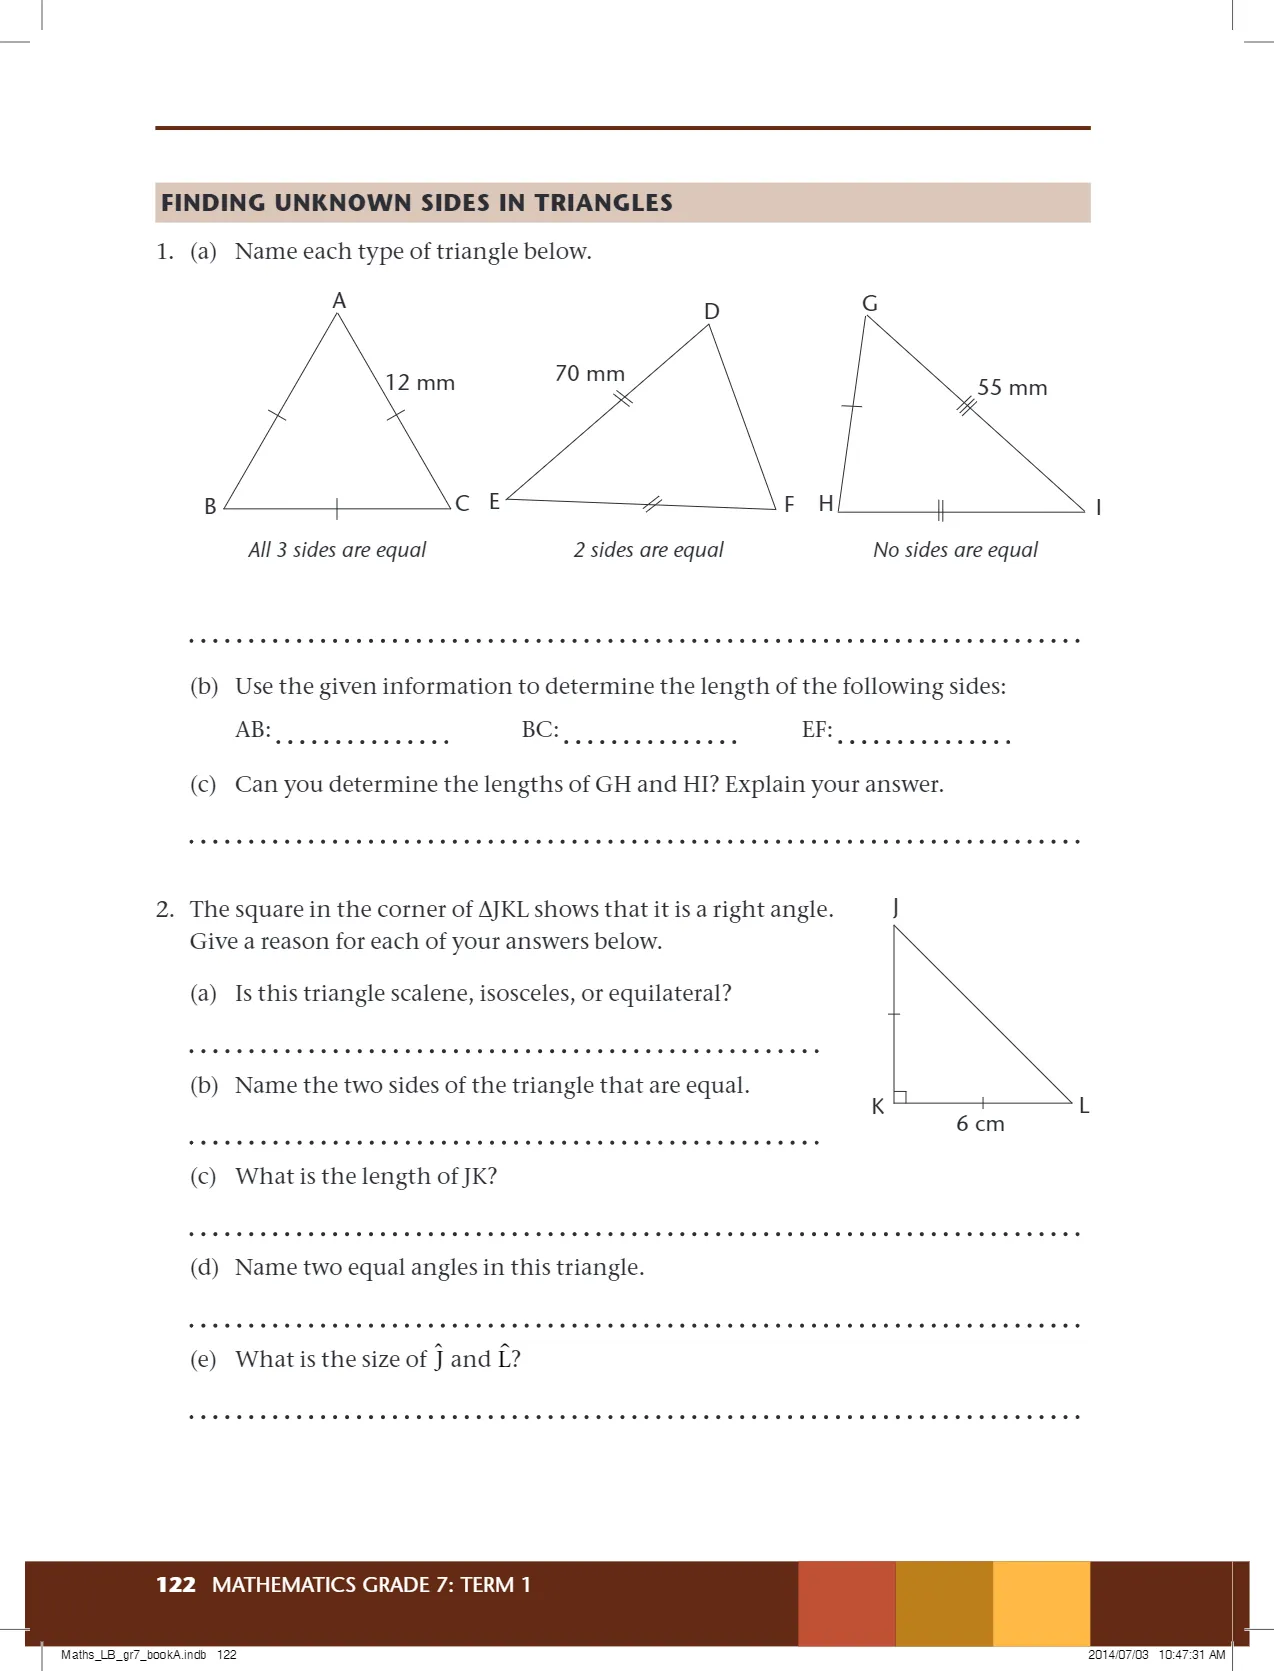 FINDING UNKNOWN SIDES IN TRIANGLES
1. (a) Name each type of triangle below.
A
12 mm
B
C
D
70 mm
E
F
G
55 mm
H
I
All 3 sides are equal
2 sides are equal
No sides are equal
(b) Use the given information to determine the length of the following sides:
AB: BC: EF:
(c) Can you determine the lengths of GH and HI? Explain your answer.
2. The square in the corner of ΔJKL shows that it is a right angle.
Give a reason for each of your answers below.
J
K
L
6 cm
(a) Is this triangle scalene, isosceles, or equilateral?
(b) Name the two sides of the triangle that are equal.
(c) What is the length of JK?
(d) Name two equal angles in this triangle.
(e) What is the size of Ĵ and L̂?
122 MATHEMATICS GRADE 7: TERM 1
Maths_LB_gr7_bookA.indb 122
2014/07/03 10:47:31 AM